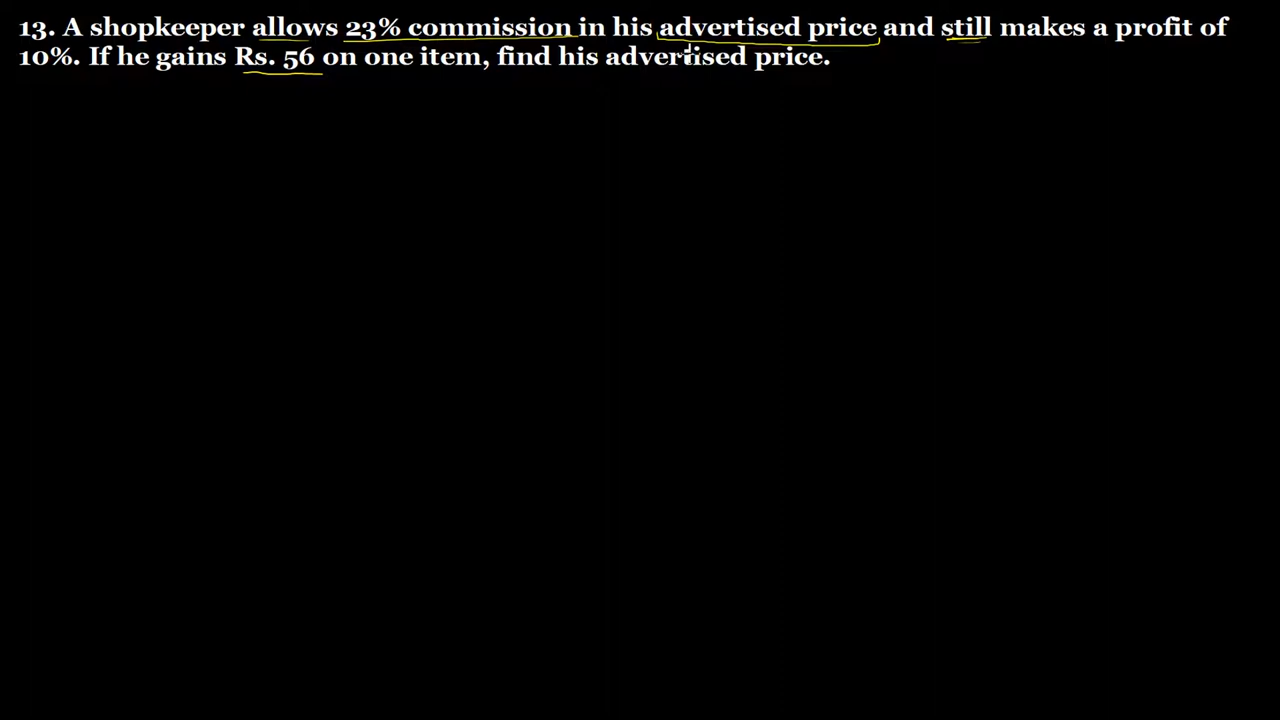 13. A shopkeeper allows 23% commission in his advertised price and still makes a profit of
10%. If he gains Rs. 56 on one item, find his advertised price.